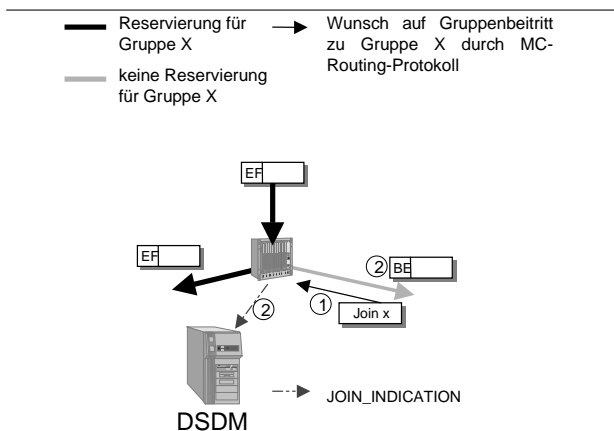 Reservierung für
Gruppe X
Wunsch auf Gruppenbeitritt
zu Gruppe X durch MC-
Routing-Protokoll
keine Reservierung
für Gruppe X
EF
EF
2
BE
1
Join x
2
JOIN_INDICATION
DSDM